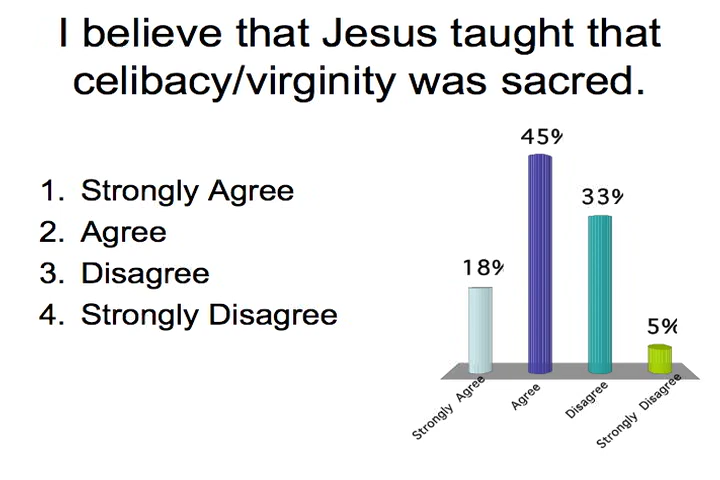 I believe that Jesus taught that
celibacy/virginity was sacred.
1. Strongly Agree
2. Agree
3. Disagree
4. Strongly Disagree
45%
33%
18%
5%
Strongly Agree
Agree
Disagree
Strongly Disagree